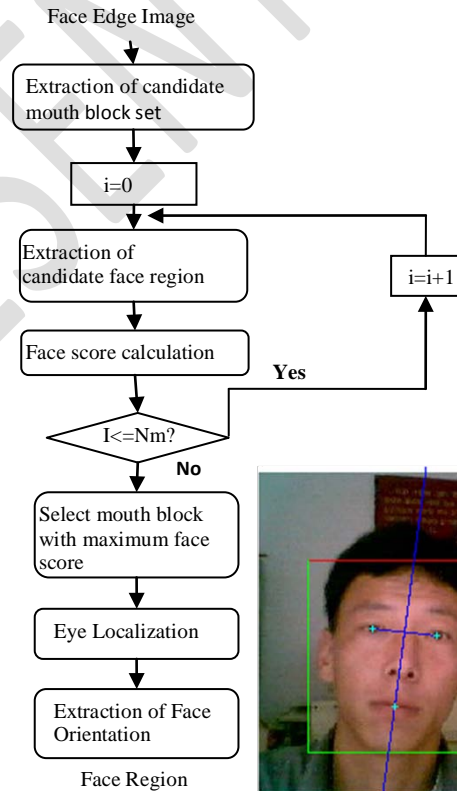 Face Edge Image
Extraction of candidate
mouth block set
i=0
Extraction of
candidate face region
i=i+1
Face score calculation
Yes
I<=Nm?
No
Select mouth block
with maximum face
score
Eye Localization
Extraction of Face
Orientation
Face Region